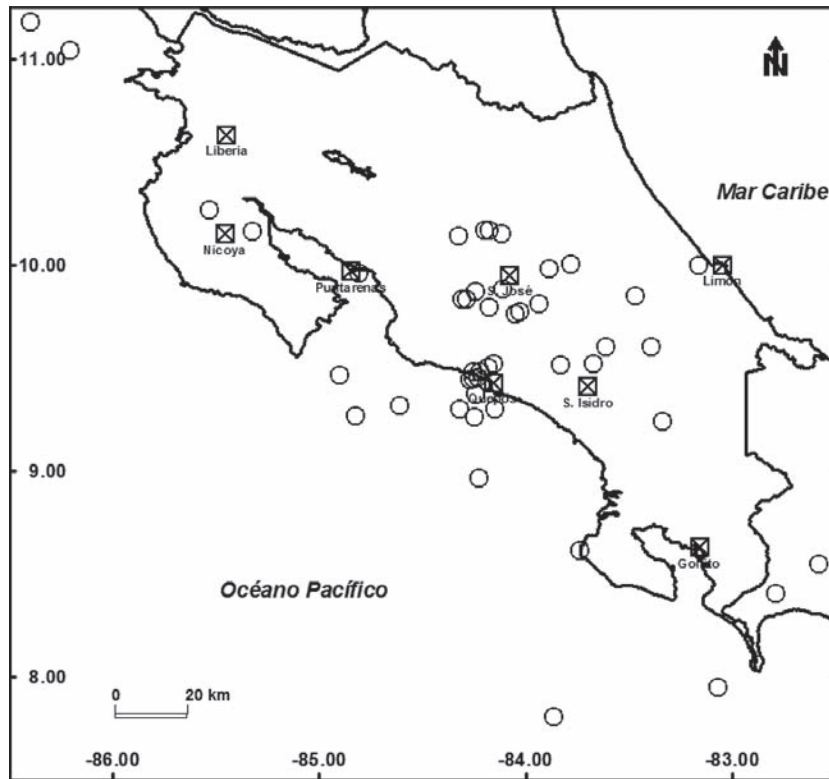 11.00
N
Liberia
Mar Caribe
Nicoya
10.00
Puntarenas
S. José
Limón
Quepos
S. Isidro
9.00
Golfito
Océano Pacífico
8.00
0 20 km
-86.00 -85.00 -84.00 -83.00